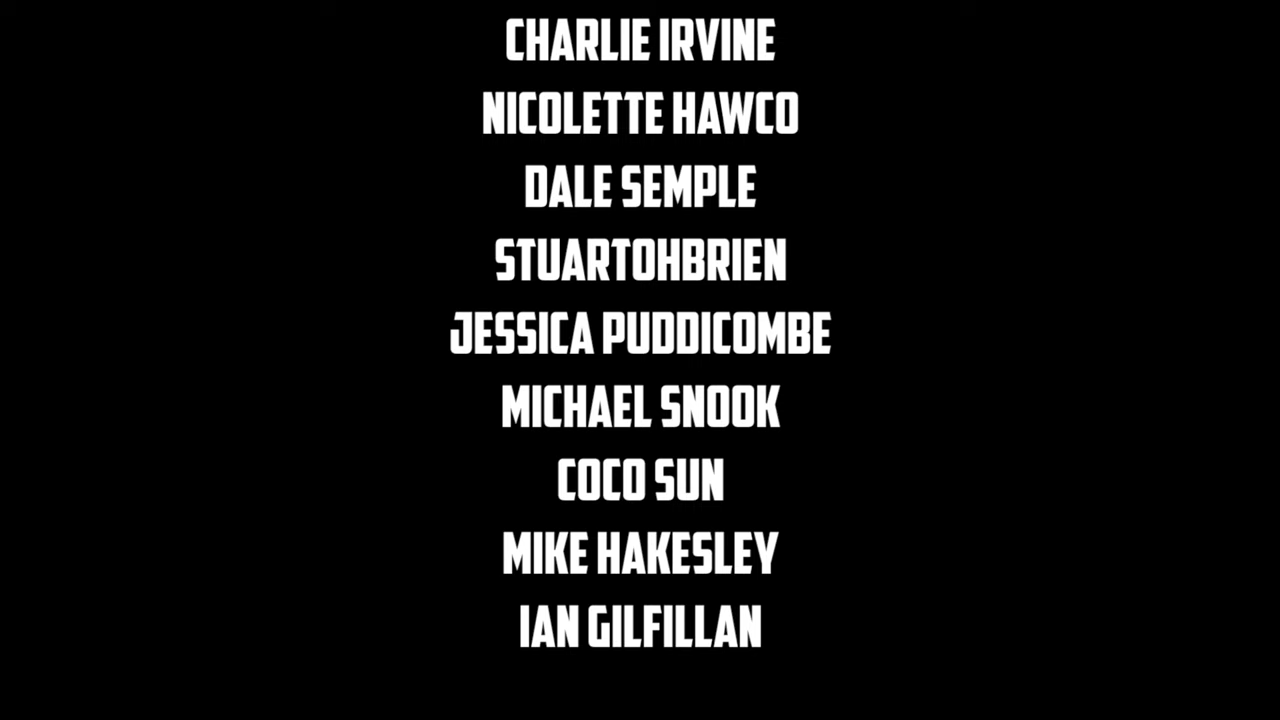 CHARLIE IRVINE
NICOLETTE HAWCO
DALE SEMPLE
STUARTOHBRIEN
JESSICA PUDDICOMBE
MICHAEL SNOOK
COCO SUN
MIKE HAKESLEY
IAN GILFILLAN